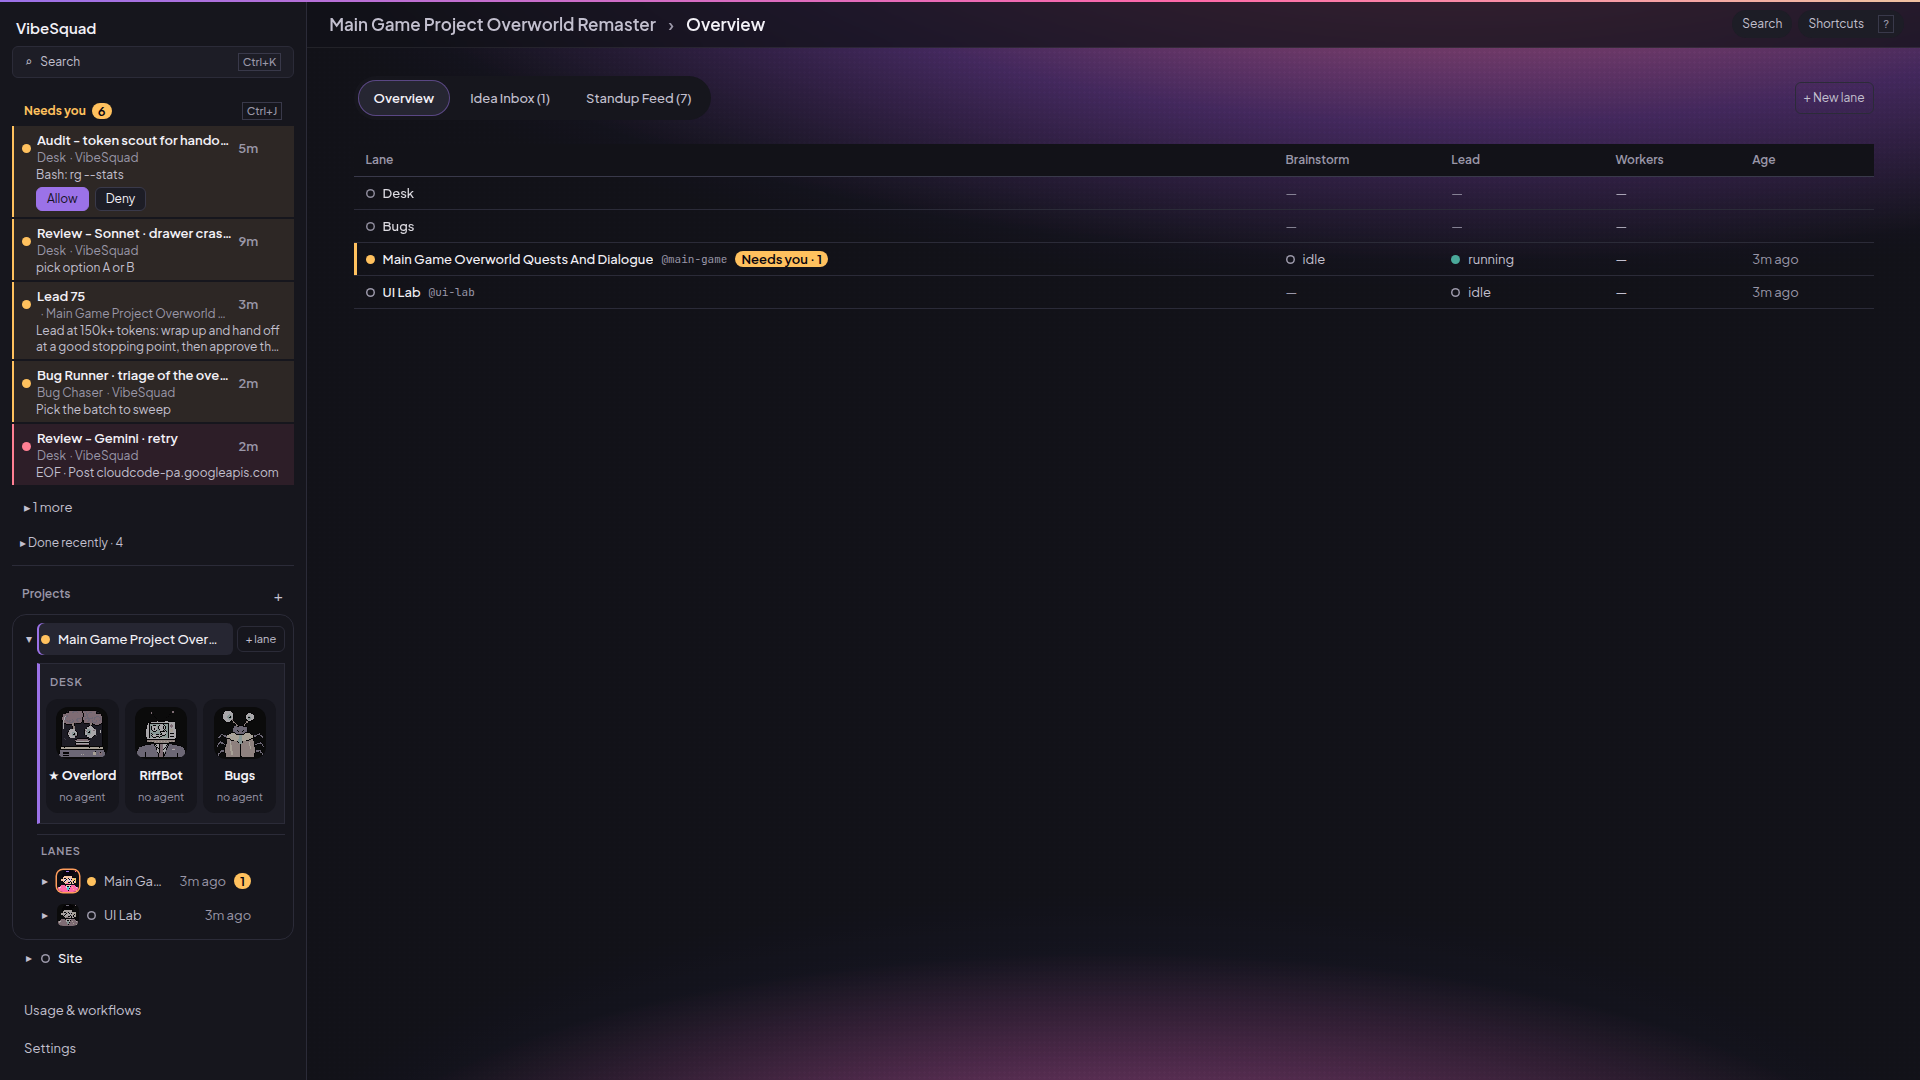 VibeSquad
Search Ctrl+K
Needs you 6 Ctrl+J
Audit – token scout for hando... 5m
Desk · VibeSquad
Bash: rg --stats
Allow Deny
Review – Sonnet · drawer cras... 9m
Desk · VibeSquad
pick option A or B
Lead 75 3m
· Main Game Project Overworld ...
Lead at 150k+ tokens: wrap up and hand off
at a good stopping point, then approve th...
Bug Runner · triage of the ove... 2m
Bug Chaser · VibeSquad
Pick the batch to sweep
Review – Gemini · retry 2m
Desk · VibeSquad
EOF · Post cloudcode-pa.googleapis.com
▸ 1 more
▸ Done recently · 4
Projects +
▾ Main Game Project Over... + lane
DESK
★ Overlord RiffBot Bugs
no agent no agent no agent
LANES
▸ Main Ga... 3m ago 1
▸ UI Lab 3m ago
▸ Site
Usage & workflows
Settings
Main Game Project Overworld Remaster › Overview
Search Shortcuts ?
Overview Idea Inbox (1) Standup Feed (7)
+ New lane
Lane Brainstorm Lead Workers Age
Desk — — —
Bugs — — —
Main Game Overworld Quests And Dialogue @main-game Needs you · 1 idle running — 3m ago
UI Lab @ui-lab — idle — 3m ago